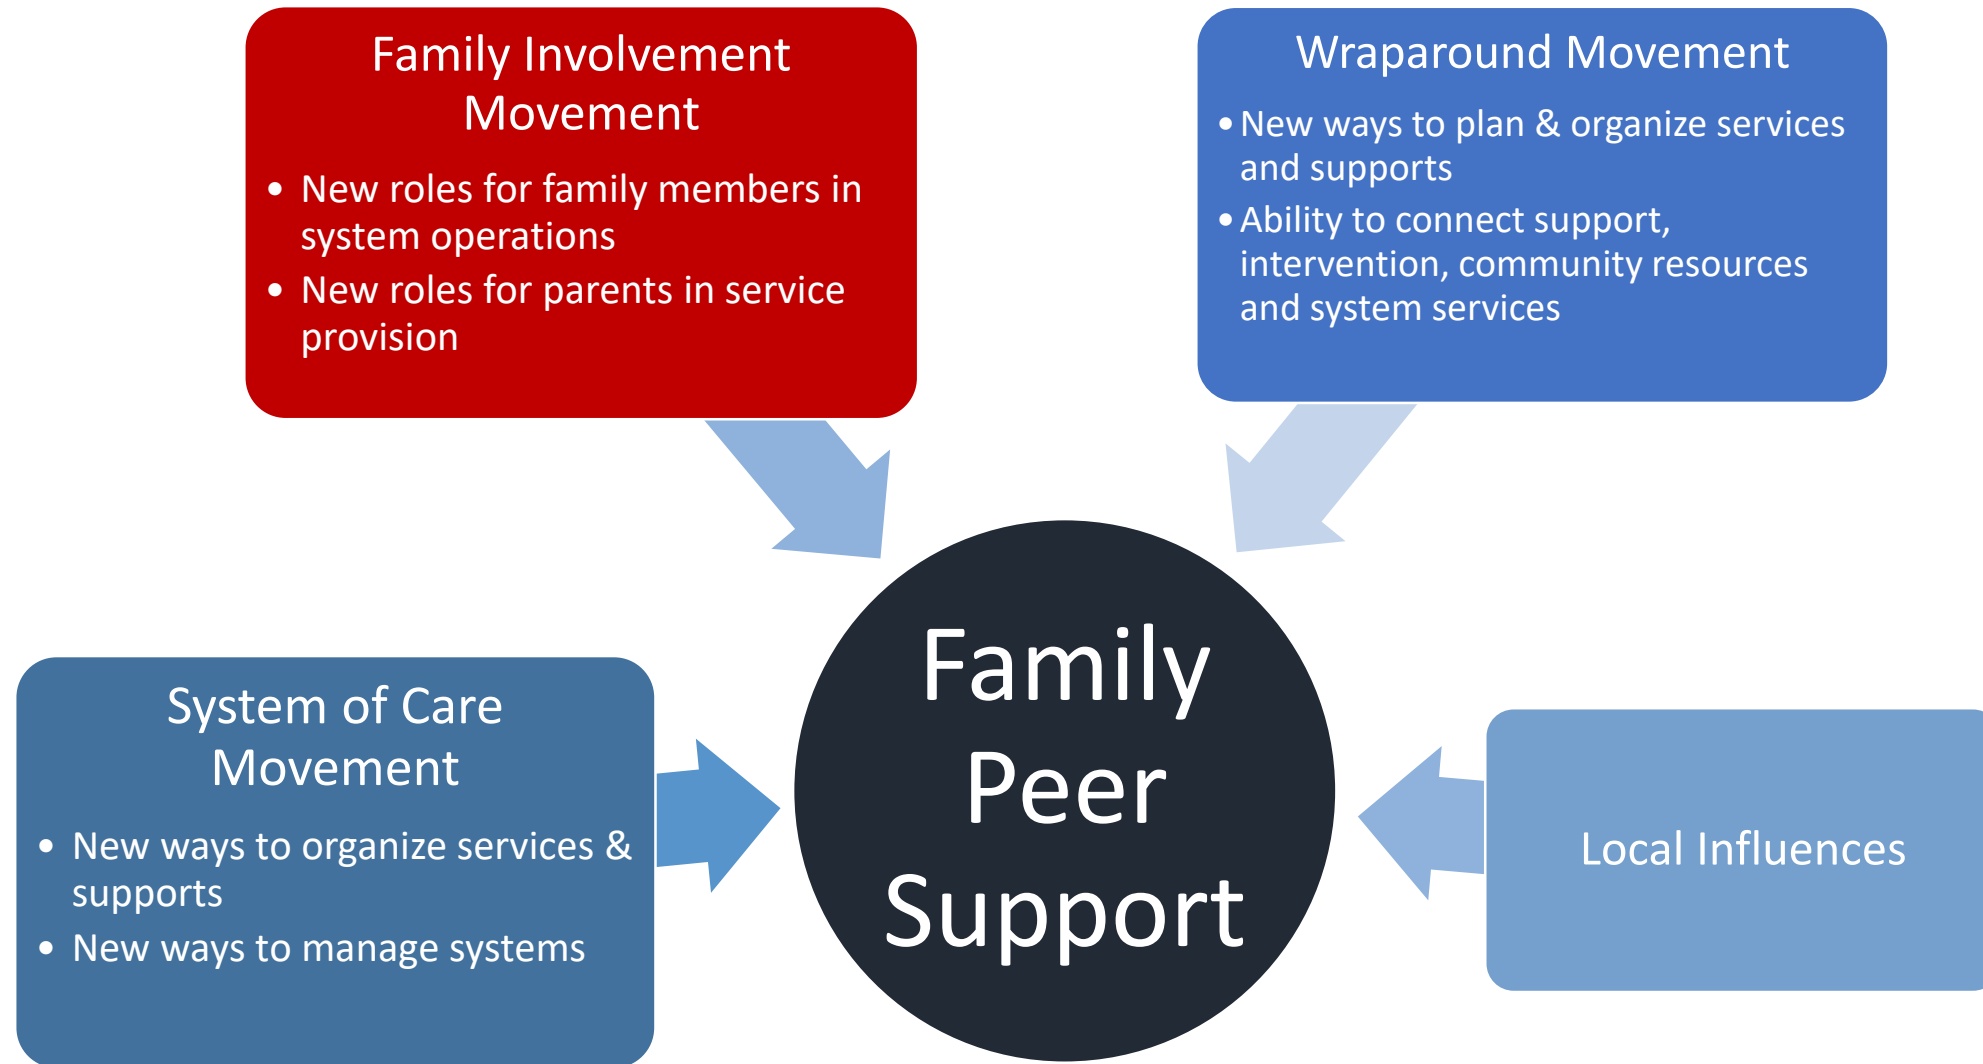 Family Involvement
Movement
• New roles for family members in
system operations
• New roles for parents in service
provision
Wraparound Movement
• New ways to plan & organize services
and supports
• Ability to connect support,
intervention, community resources
and system services
System of Care
Movement
• New ways to organize services &
supports
• New ways to manage systems
Family
Peer
Support
Local Influences